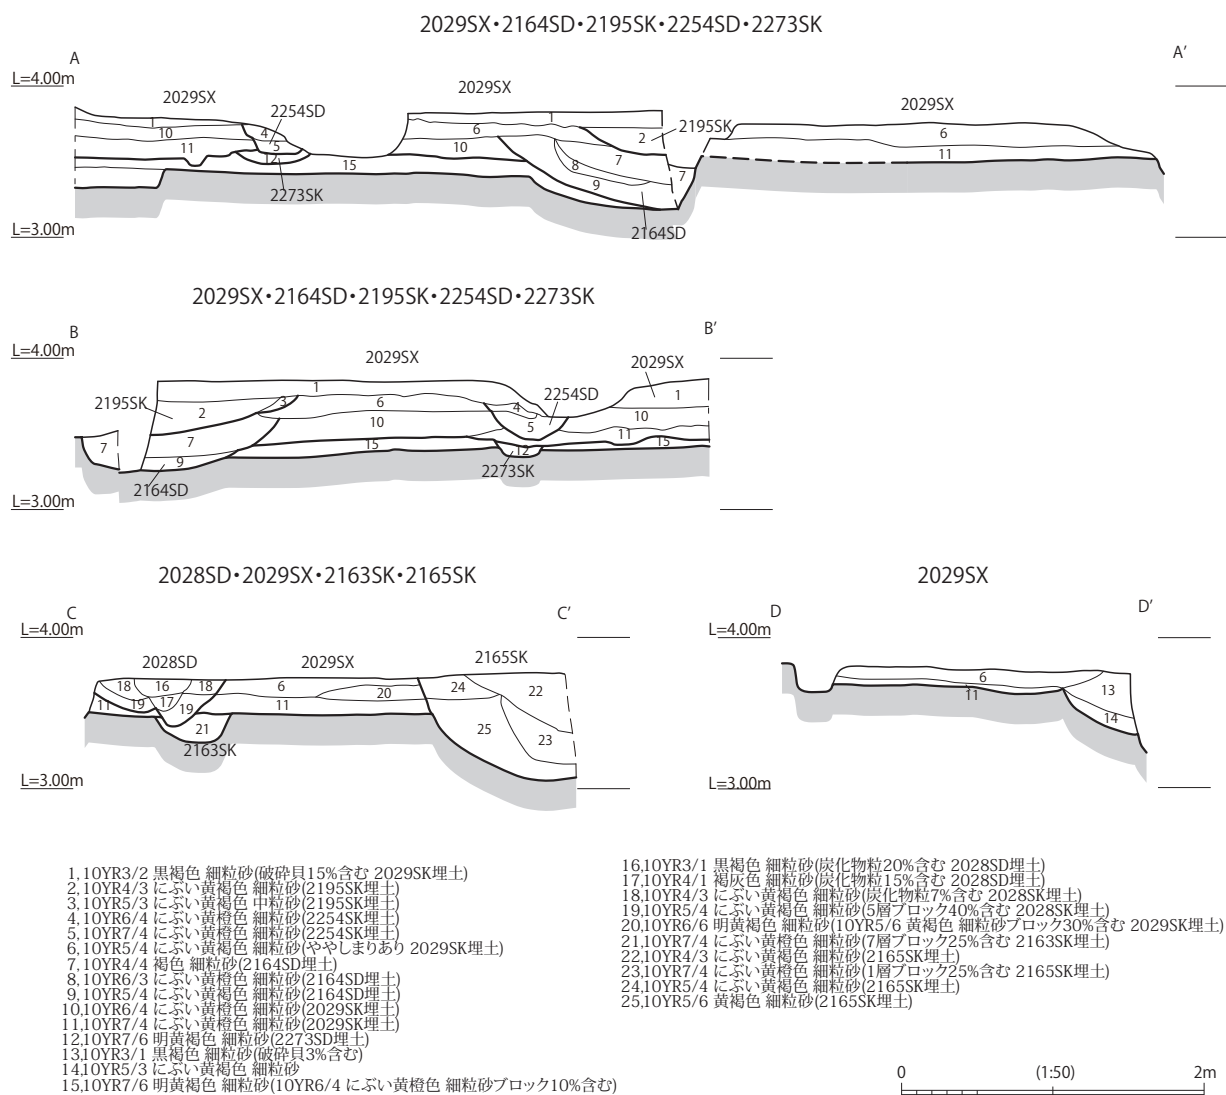 2029SX・2164SD・2195SK・2254SD・2273SK
A
A′
L=4.00m
2029SX
2254SD
2029SX
2195SK
2029SX
1
10
11
4
5
12
15
1
6
10
2
7
8
9
7
6
11
2273SK
2164SD
L=3.00m
2029SX・2164SD・2195SK・2254SD・2273SK
B
B′
L=4.00m
2029SX
2029SX
2195SK
2254SD
1
2
3
6
10
4
5
1
10
11
15
7
7
9
15
12
2273SK
2164SD
L=3.00m
2028SD・2029SX・2163SK・2165SK
C
C′
L=4.00m
2028SD
2029SX
2165SK
18
16
18
6
20
24
22
11
19
17
19
11
21
25
23
2163SK
L=3.00m
2029SX
D
D′
L=4.00m
6
11
13
14
L=3.00m
1,10YR3/2 黒褐色 細粒砂(破砕貝15%含む 2029SK埋土)
2,10YR4/3 にぶい黄褐色 細粒砂(2195SK埋土)
3,10YR5/3 にぶい黄褐色 中粒砂(2195SK埋土)
4,10YR6/4 にぶい黄橙色 細粒砂(2254SK埋土)
5,10YR7/4 にぶい黄橙色 細粒砂(2254SK埋土)
6,10YR5/4 にぶい黄褐色 細粒砂(ややしまりあり 2029SK埋土)
7,10YR4/4 褐色 細粒砂(2164SD埋土)
8,10YR6/3 にぶい黄橙色 細粒砂(2164SD埋土)
9,10YR5/4 にぶい黄褐色 細粒砂(2164SD埋土)
10,10YR6/4 にぶい黄橙色 細粒砂(2029SK埋土)
11,10YR7/4 にぶい黄橙色 細粒砂(2029SK埋土)
12,10YR7/6 明黄褐色 細粒砂(2273SD埋土)
13,10YR3/1 黒褐色 細粒砂(破砕貝3%含む)
14,10YR5/3 にぶい黄褐色 細粒砂
15,10YR7/6 明黄褐色 細粒砂(10YR6/4 にぶい黄橙色 細粒砂ブロック10%含む)
16,10YR3/1 黒褐色 細粒砂(炭化物粒20%含む 2028SD埋土)
17,10YR4/1 褐灰色 細粒砂(炭化物粒15%含む 2028SD埋土)
18,10YR4/3 にぶい黄褐色 細粒砂(炭化物粒7%含む 2028SK埋土)
19,10YR5/4 にぶい黄褐色 細粒砂(5層ブロック40%含む 2028SK埋土)
20,10YR6/6 明黄褐色 細粒砂(10YR5/6 黄褐色 細粒砂ブロック30%含む 2029SK埋土)
21,10YR7/4 にぶい黄橙色 細粒砂(7層ブロック25%含む 2163SK埋土)
22,10YR4/3 にぶい黄褐色 細粒砂(2165SK埋土)
23,10YR7/4 にぶい黄橙色 細粒砂(1層ブロック25%含む 2165SK埋土)
24,10YR5/4 にぶい黄褐色 細粒砂(2165SK埋土)
25,10YR5/6 黄褐色 細粒砂(2165SK埋土)
0 (1:50) 2m